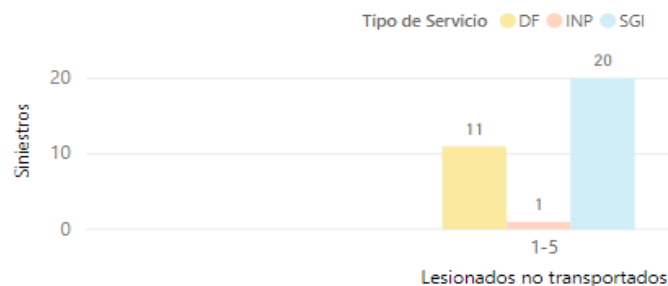 Tipo de Servicio DF INP SGI
20
20
Siniestros
11
10
1
0
1-5
Lesionados no transportados